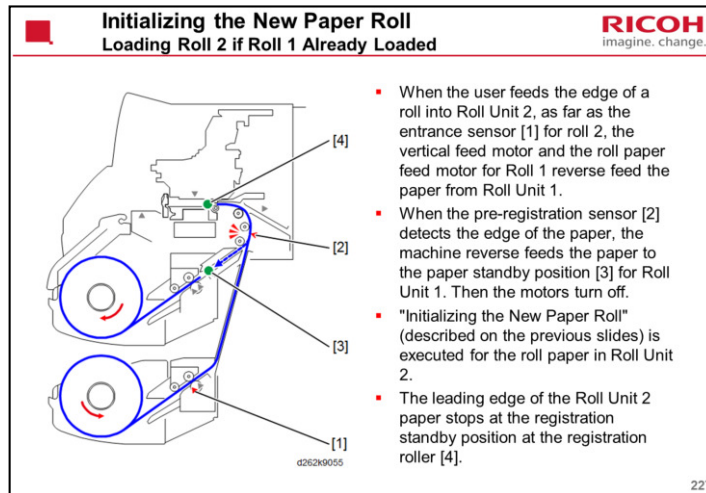 Initializing the New Paper Roll
Loading Roll 2 if Roll 1 Already Loaded
RICOH
imagine. change.
[4]
[2]
[3]
[1]
d262k9055
▪ When the user feeds the edge of a
roll into Roll Unit 2, as far as the
entrance sensor [1] for roll 2, the
vertical feed motor and the roll paper
feed motor for Roll 1 reverse feed the
paper from Roll Unit 1.
▪ When the pre-registration sensor [2]
detects the edge of the paper, the
machine reverse feeds the paper to
the paper standby position [3] for Roll
Unit 1. Then the motors turn off.
▪ "Initializing the New Paper Roll"
(described on the previous slides) is
executed for the roll paper in Roll Unit
2.
▪ The leading edge of the Roll Unit 2
paper stops at the registration
standby position at the registration
roller [4].
227